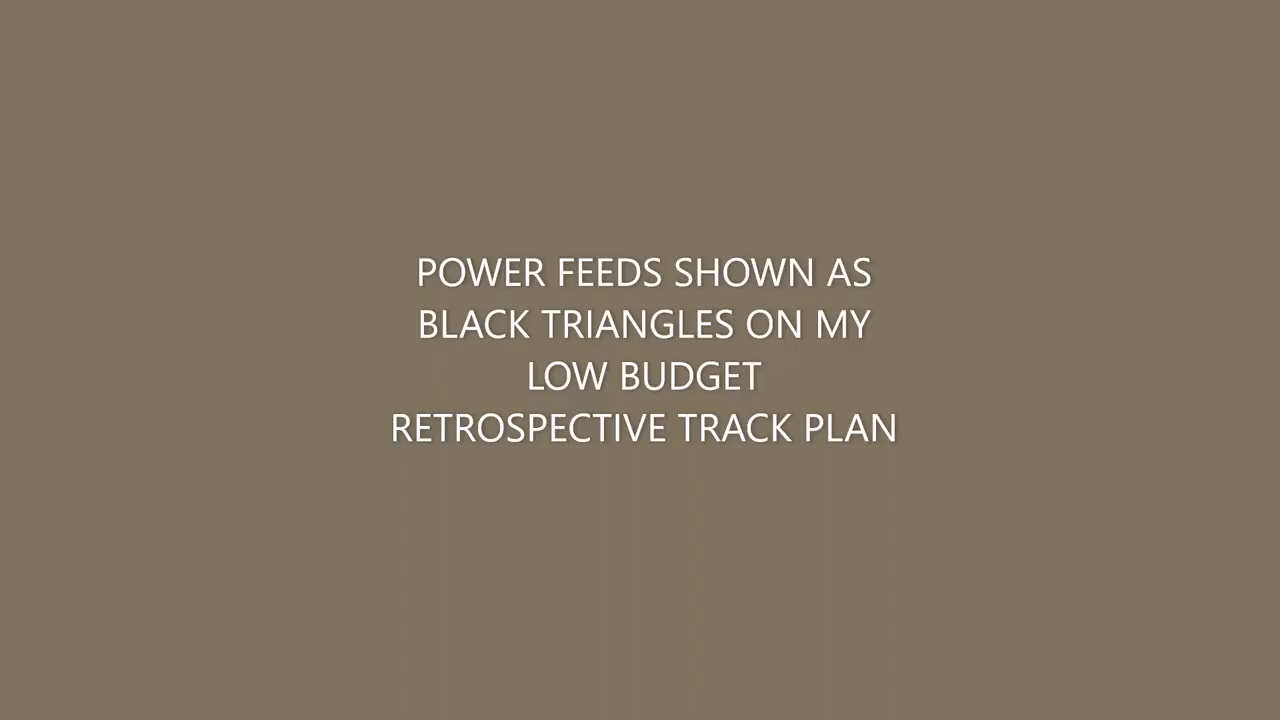 POWER FEEDS SHOWN AS
BLACK TRIANGLES ON MY
LOW BUDGET
RETROSPECTIVE TRACK PLAN